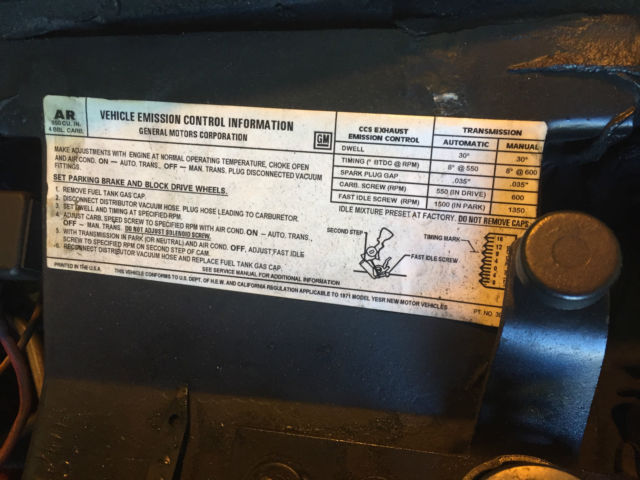 AR
350 CU. IN.
4 BBL. CARB.
VEHICLE EMISSION CONTROL INFORMATION
GENERAL MOTORS CORPORATION
GM
MAKE ADJUSTMENTS WITH ENGINE AT NORMAL OPERATING TEMPERATURE, CHOKE OPEN
AND AIR COND. ON — AUTO. TRANS., OFF — MAN. TRANS. PLUG DISCONNECTED VACUUM
FITTINGS.
SET PARKING BRAKE AND BLOCK DRIVE WHEELS.
1. REMOVE FUEL TANK GAS CAP.
2. DISCONNECT DISTRIBUTOR VACUUM HOSE. PLUG HOSE LEADING TO CARBURETOR.
3. SET DWELL AND TIMING AT SPECIFIED RPM.
4. ADJUST CARB. SPEED SCREW TO SPECIFIED RPM WITH AIR COND. ON — AUTO. TRANS.,
OFF — MAN. TRANS. DO NOT ADJUST SOLENOID SCREW.
5. WITH TRANSMISSION IN PARK (OR NEUTRAL) AND AIR COND. OFF, ADJUST FAST IDLE
SCREW TO SPECIFIED RPM ON SECOND STEP OF CAM.
6. RECONNECT DISTRIBUTOR VACUUM HOSE AND REPLACE FUEL TANK GAS CAP.
SEE SERVICE MANUAL FOR ADDITIONAL INFORMATION
PRINTED IN THE U.S.A.
THIS VEHICLE CONFORMS TO U.S. DEPT. OF H.E.W. AND CALIFORNIA REGULATION APPLICABLE TO 1971 MODEL YESR NEW MOTOR VEHICLES
PT. NO. 
CCS EXHAUST
EMISSION CONTROL
TRANSMISSION
AUTOMATIC MANUAL
DWELL 30° 30°
TIMING (° BTDC @ RPM) 8° @ 550 8° @ 600
SPARK PLUG GAP .035" .035"
CARB. SCREW (RPM) 550 (IN DRIVE) 600
FAST IDLE SCREW (RPM) 1500 (IN PARK) 1350
IDLE MIXTURE PRESET AT FACTORY. DO NOT REMOVE CAPS
SECOND STEP
FAST IDLE SCREW
TIMING MARK
16
12
8
4
0
4